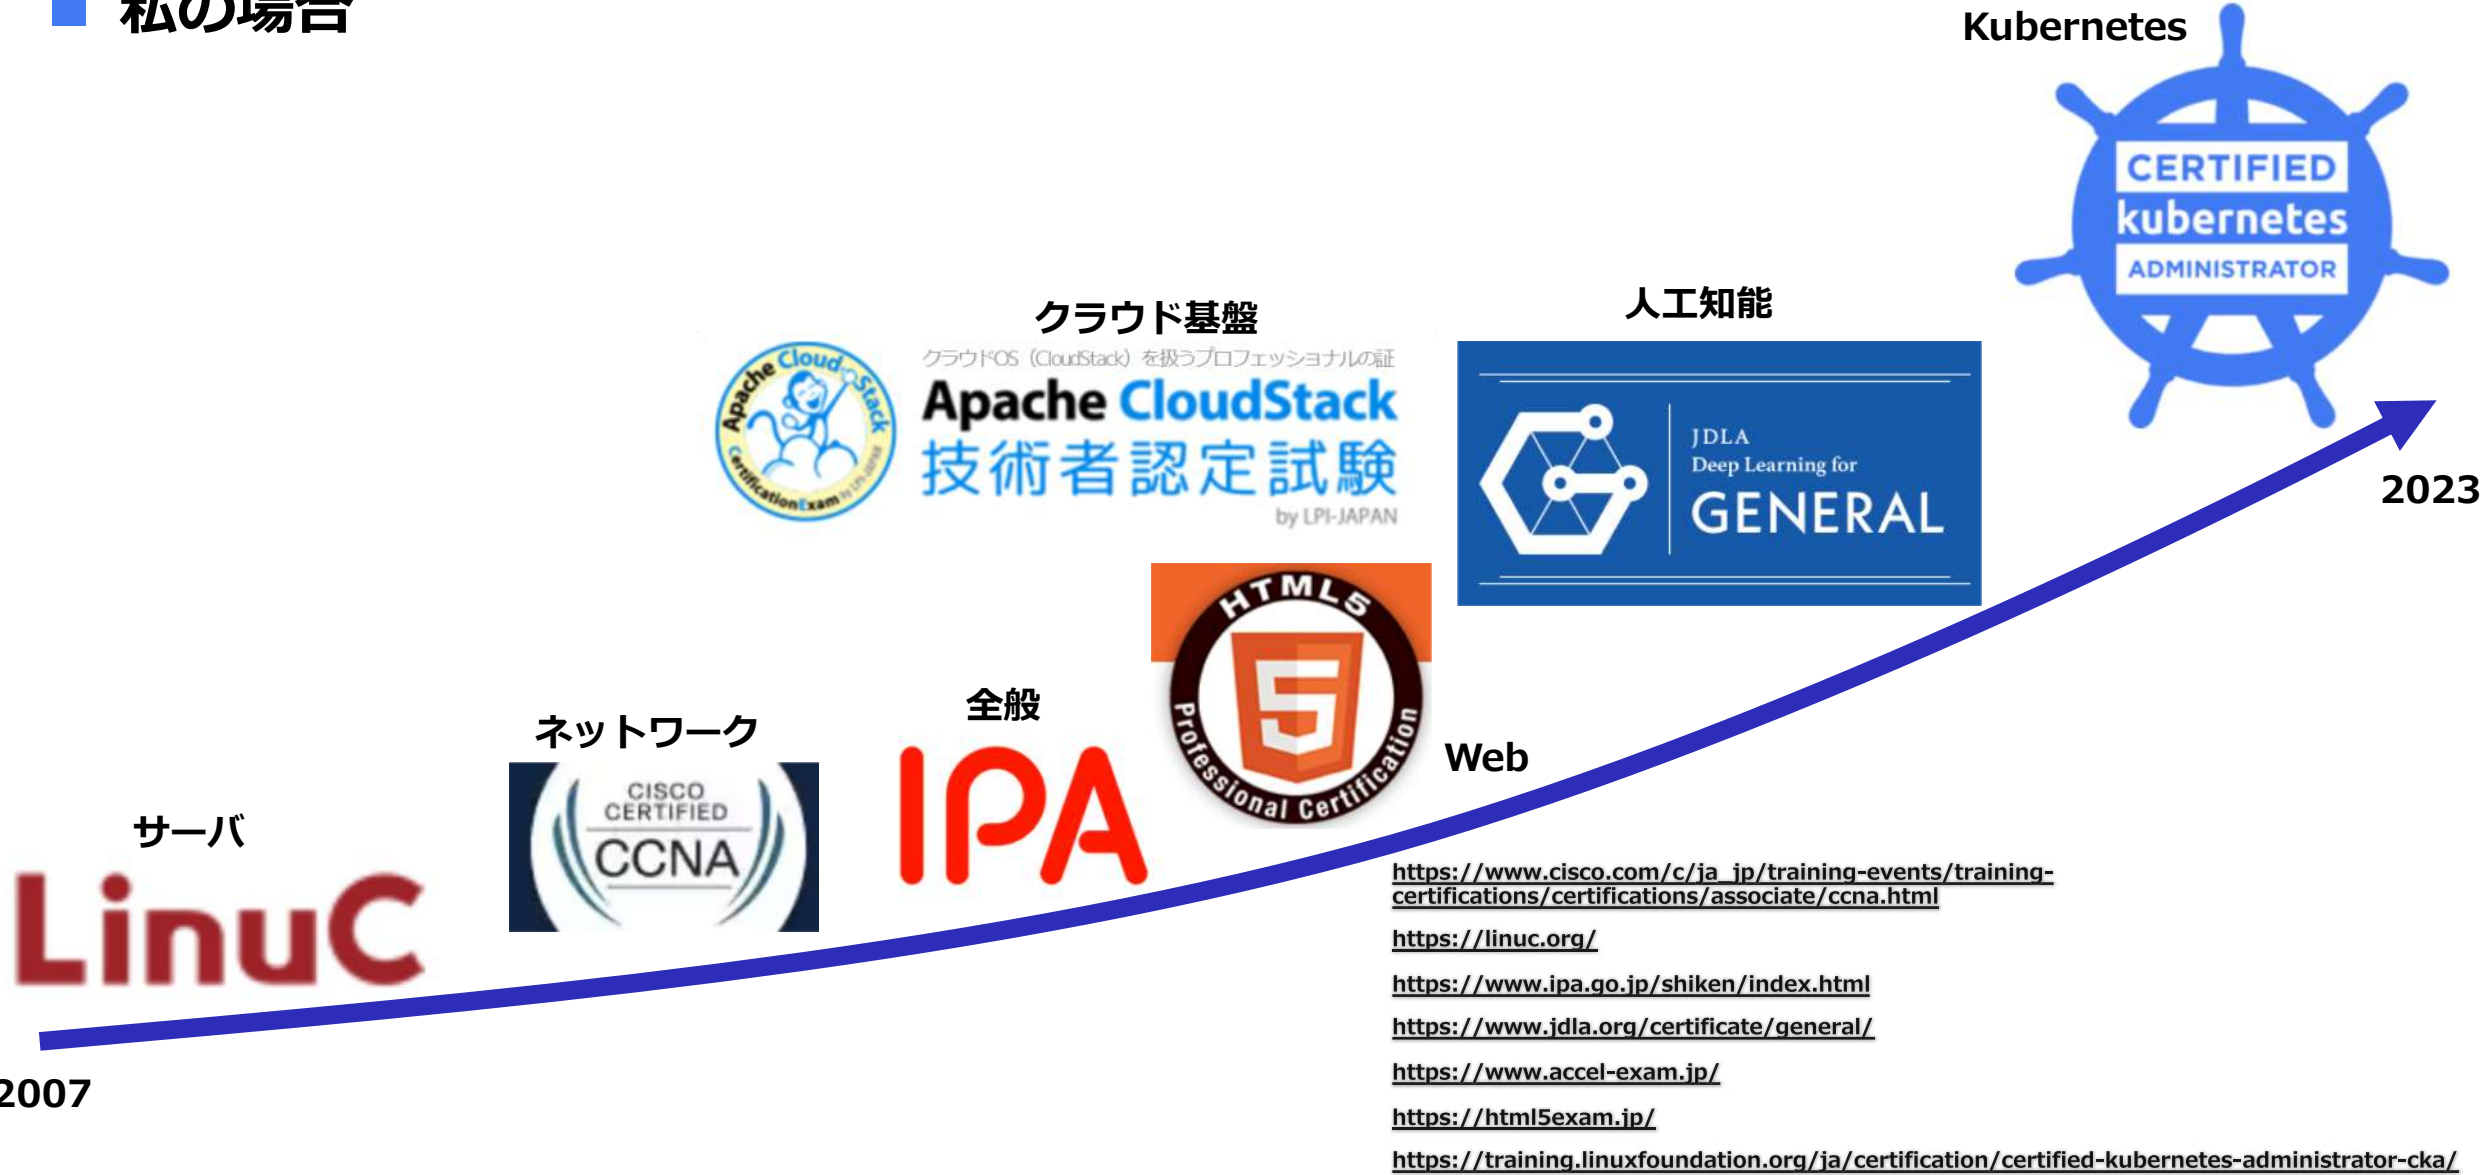 私の場合
Kubernetes
CERTIFIED
kubernetes
ADMINISTRATOR
2023
人工知能
JDLA
Deep Learning for
GENERAL
クラウド基盤
クラウドOS（CloudStack）を扱うプロフェッショナルの証
Apache CloudStack
技術者認定試験
by LPI-JAPAN
Apache CloudStack
CertificationExam by LPI-JAPAN
HTML5
Professional Certification
Web
全般
IPA
ネットワーク
CISCO
CERTIFIED
CCNA
サーバ
LinuC
2007
https://www.cisco.com/c/ja_jp/training-events/training-
certifications/certifications/associate/ccna.html
https://linuc.org/
https://www.ipa.go.jp/shiken/index.html
https://www.jdla.org/certificate/general/
https://www.accel-exam.jp/
https://html5exam.jp/
https://training.linuxfoundation.org/ja/certification/certified-kubernetes-administrator-cka/